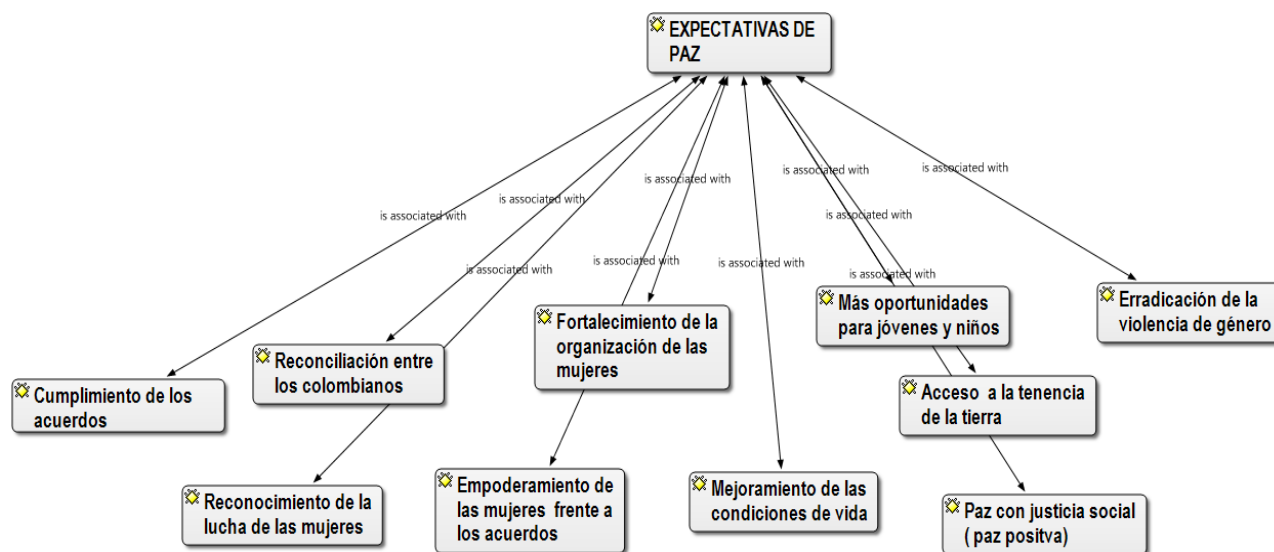 EXPECTATIVAS DE
PAZ
is associated with
is associated with
is associated with
is associated with
is associated with
is associated with
is associated with
is associated with
is associated with
is associated with
Cumplimiento de los
acuerdos
Reconciliación entre
los colombianos
Fortalecimiento de la
organización de las
mujeres
Más oportunidades
para jóvenes y niños
Erradicación de la
violencia de género
Acceso a la tenencia
de la tierra
Reconocimiento de la
lucha de las mujeres
Empoderamiento de
las mujeres frente a
los acuerdos
Mejoramiento de las
condiciones de vida
Paz con justicia social
( paz positva)